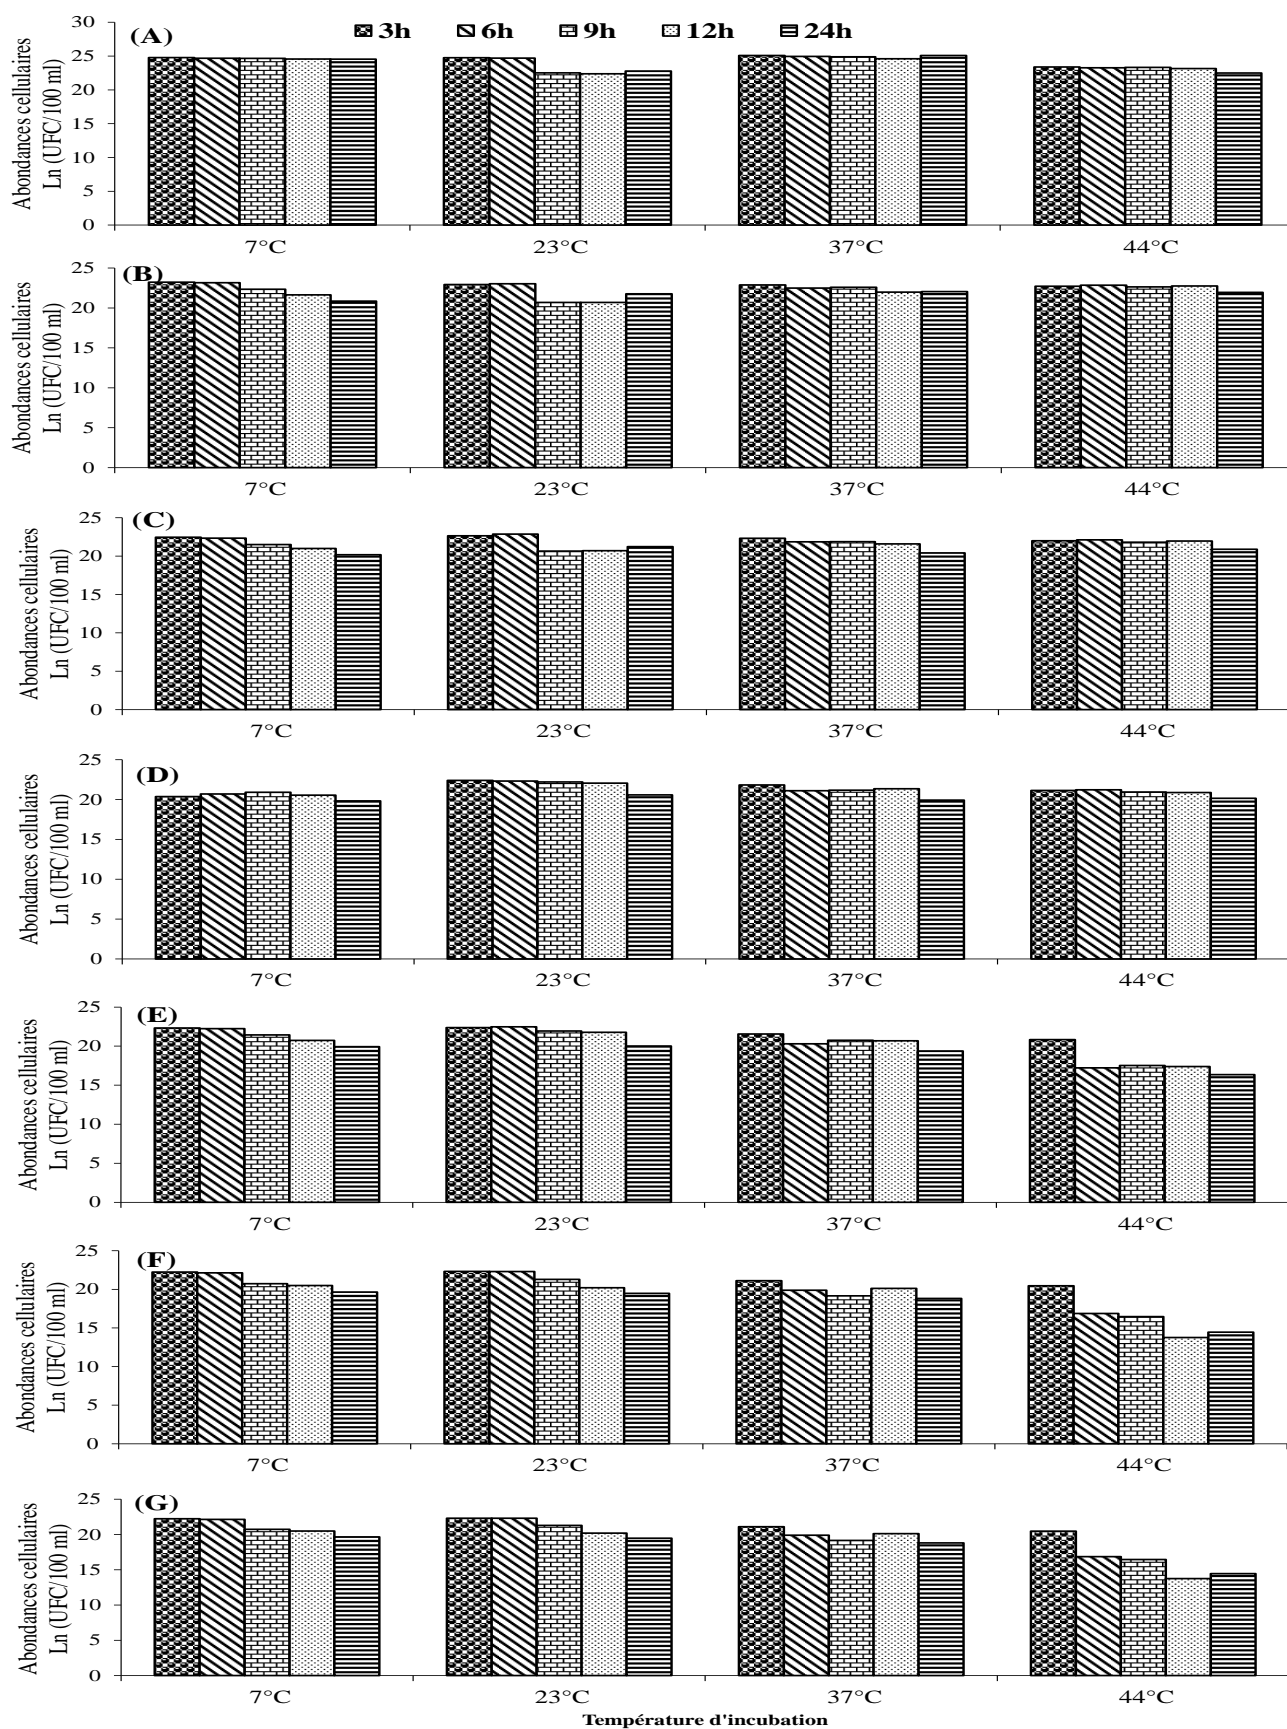 (A) 3h 6h 9h 12h 24h
Abondances cellulaires
Ln (UFC/100 ml)
30
25
20
15
10
5
0
7°C 23°C 37°C 44°C
(B)
Abondances cellulaires
Ln (UFC/100 ml)
25
20
15
10
5
0
7°C 23°C 37°C 44°C
(C)
Abondances cellulaires
Ln (UFC/100 ml)
25
20
15
10
5
0
7°C 23°C 37°C 44°C
(D)
Abondances cellulaires
Ln (UFC/100 ml)
25
20
15
10
5
0
7°C 23°C 37°C 44°C
(E)
Abondances cellulaires
Ln (UFC/100 ml)
25
20
15
10
5
0
7°C 23°C 37°C 44°C
(F)
Abondances cellulaires
Ln (UFC/100 ml)
25
20
15
10
5
0
7°C 23°C 37°C 44°C
(G)
Abondances cellulaires
Ln (UFC/100 ml)
25
20
15
10
5
0
7°C 23°C 37°C 44°C
Température d'incubation